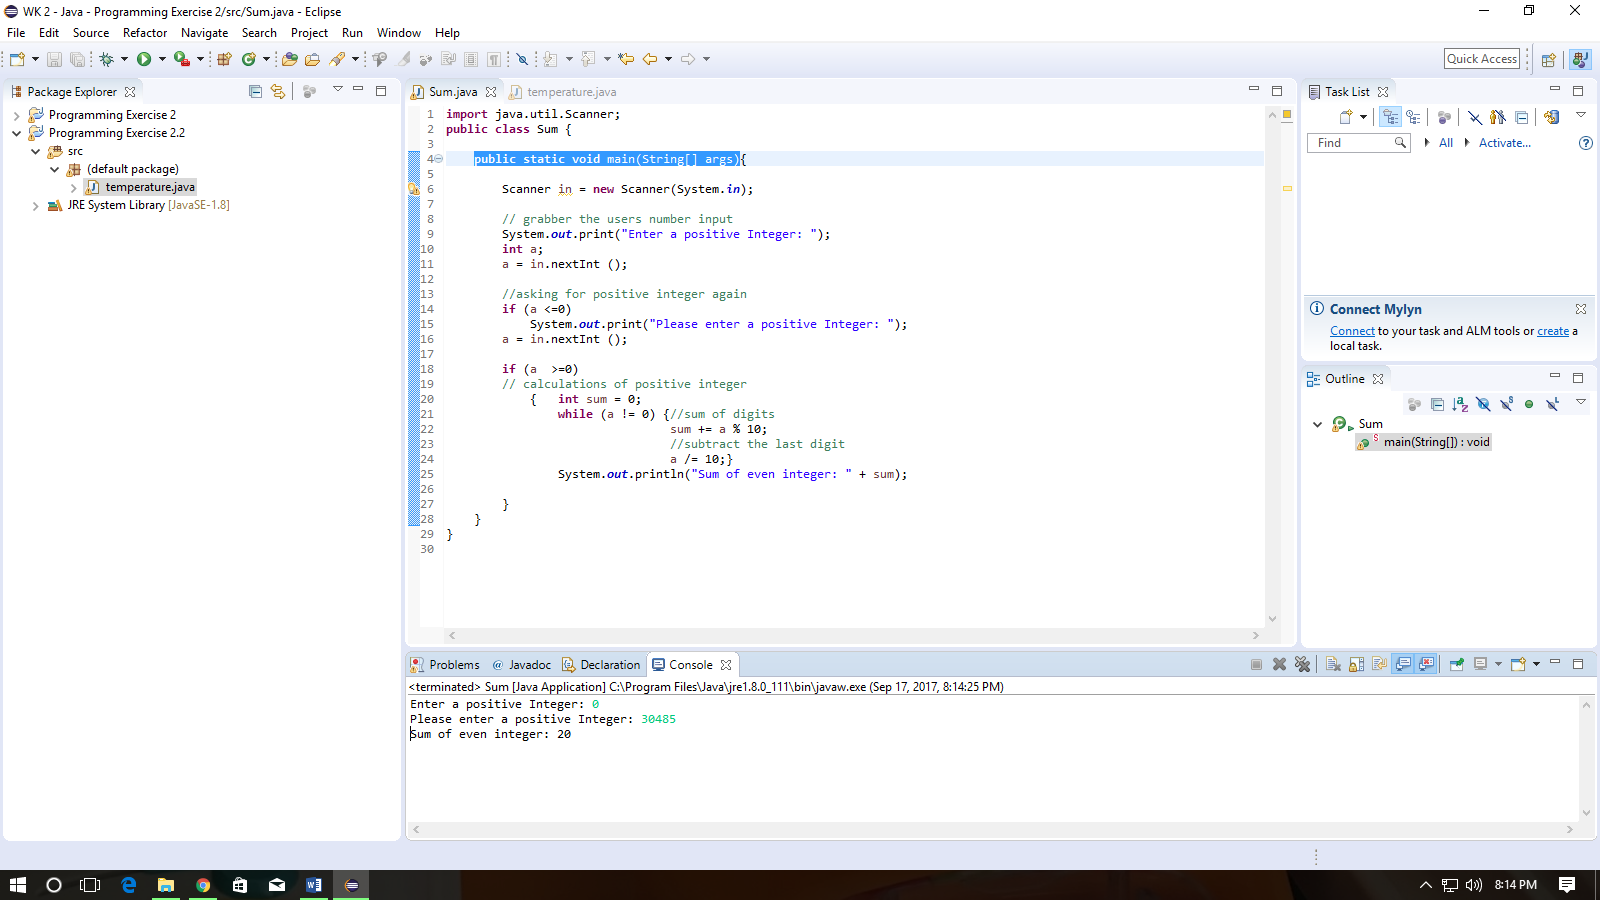 WK 2 - Java - Programming Exercise 2/src/Sum.java - Eclipse
File Edit Source Refactor Navigate Search Project Run Window Help
Quick Access
Package Explorer
Programming Exercise 2
Programming Exercise 2.2
src
(default package)
temperature.java
JRE System Library [JavaSE-1.8]
Sum.java temperature.java
1 import java.util.Scanner;
2 public class Sum {
3
4 public static void main(String[] args){
5
6 Scanner in = new Scanner(System.in);
7
8 // grabber the users number input
9 System.out.print("Enter a positive Integer: ");
10 int a;
11 a = in.nextInt ();
12
13 //asking for positive integer again
14 if (a <=0)
15 System.out.print("Please enter a positive Integer: ");
16 a = in.nextInt ();
17
18 if (a  >=0)
19 // calculations of positive integer
20 {   int sum = 0;
21 while (a != 0) {//sum of digits
22 sum += a % 10;
23 //subtract the last digit
24 a /= 10;}
25 System.out.println("Sum of even integer: " + sum);
26
27 }
28 }
29 }
30
Task List
Find All Activate...
Connect Mylyn
Connect to your task and ALM tools or create a
local task.
Outline
Sum
main(String[]) : void
Problems @ Javadoc Declaration Console
<terminated> Sum [Java Application] C:\Program Files\Java\jre1.8.0_111\bin\javaw.exe (Sep 17, 2017, 8:14:25 PM)
Enter a positive Integer: 0
Please enter a positive Integer: 30485
Sum of even integer: 20
8:14 PM